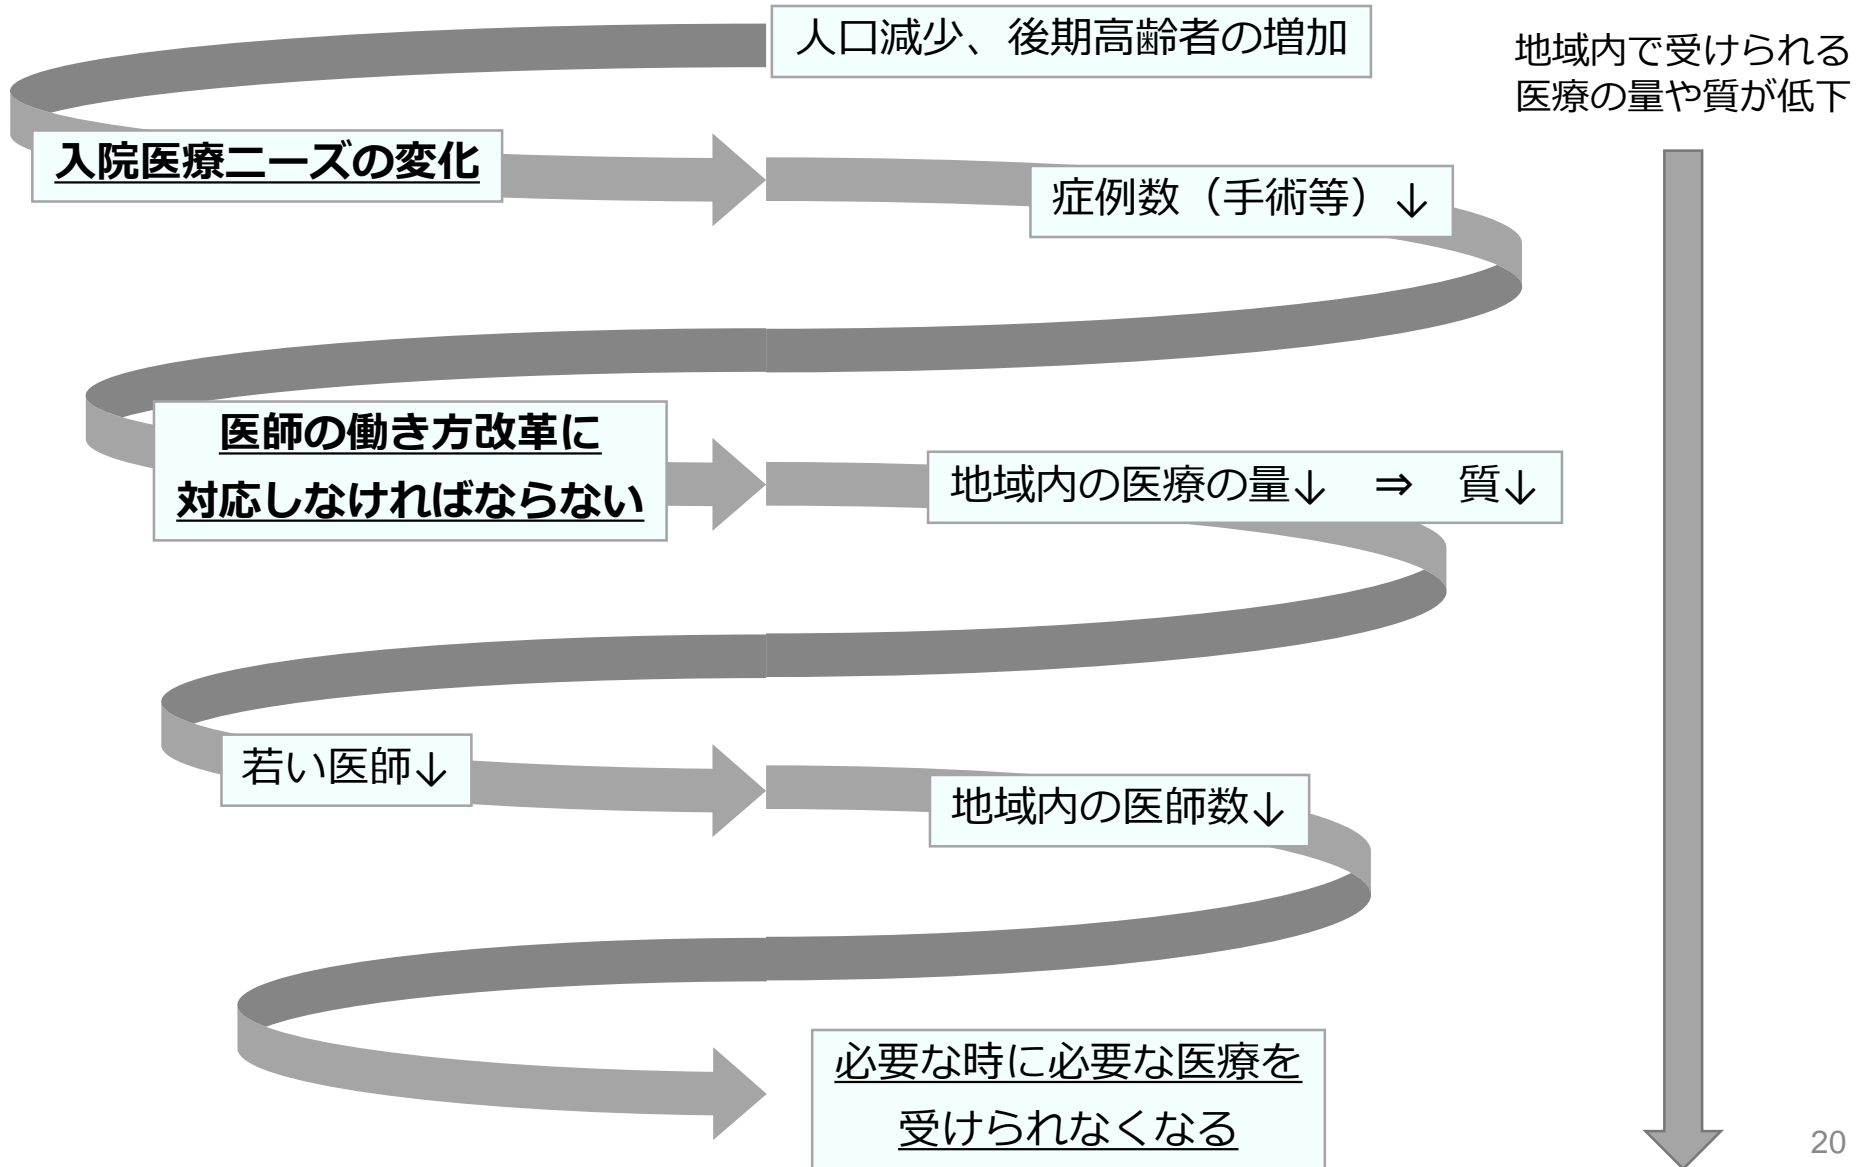 人口減少、後期高齢者の増加
地域内で受けられる
医療の量や質が低下
入院医療ニーズの変化
症例数（手術等）↓
医師の働き方改革に
対応しなければならない
地域内の医療の量↓　⇒　質↓
若い医師↓
地域内の医師数↓
必要な時に必要な医療を
受けられなくなる
20